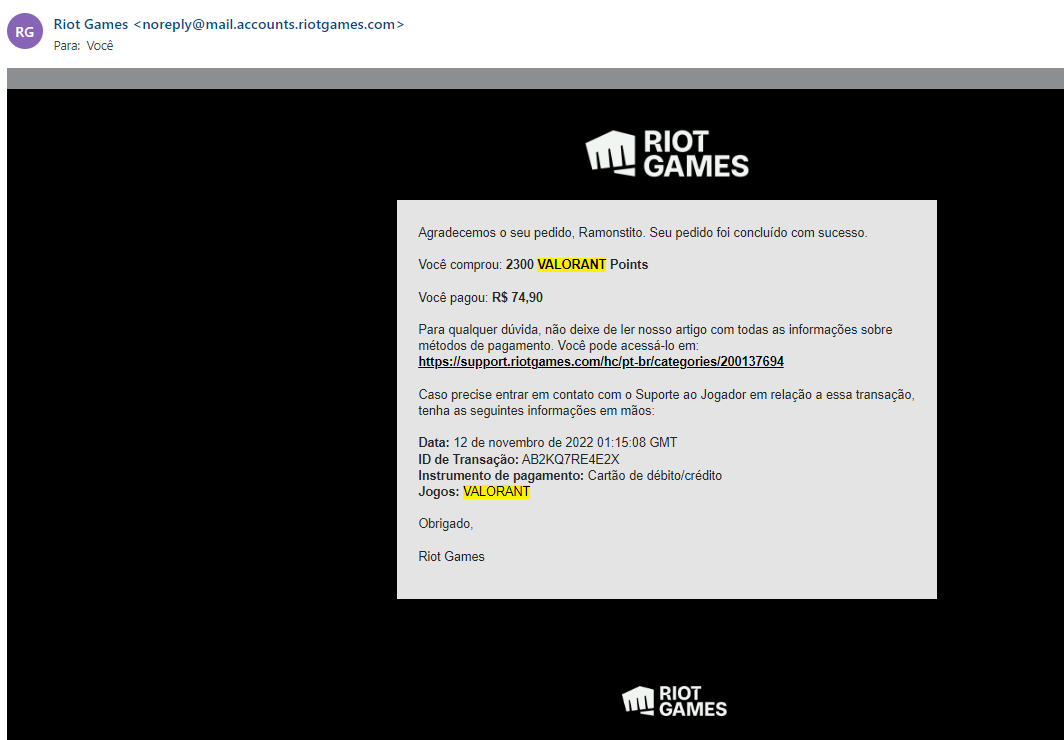 RG
Riot Games <noreply@mail.accounts.riotgames.com>
Para: Você
RIOT
GAMES
Agradecemos o seu pedido, Ramonstito. Seu pedido foi concluído com sucesso.
Você comprou: 2300 VALORANT Points
Você pagou: R$ 74,90
Para qualquer dúvida, não deixe de ler nosso artigo com todas as informações sobre
métodos de pagamento. Você pode acessá-lo em:
https://support.riotgames.com/hc/pt-br/categories/200137694
Caso precise entrar em contato com o Suporte ao Jogador em relação a essa transação,
tenha as seguintes informações em mãos:
Data: 12 de novembro de 2022 01:15:08 GMT
ID de Transação: AB2KQ7RE4E2X
Instrumento de pagamento: Cartão de débito/crédito
Jogos: VALORANT
Obrigado,
Riot Games
RIOT
GAMES